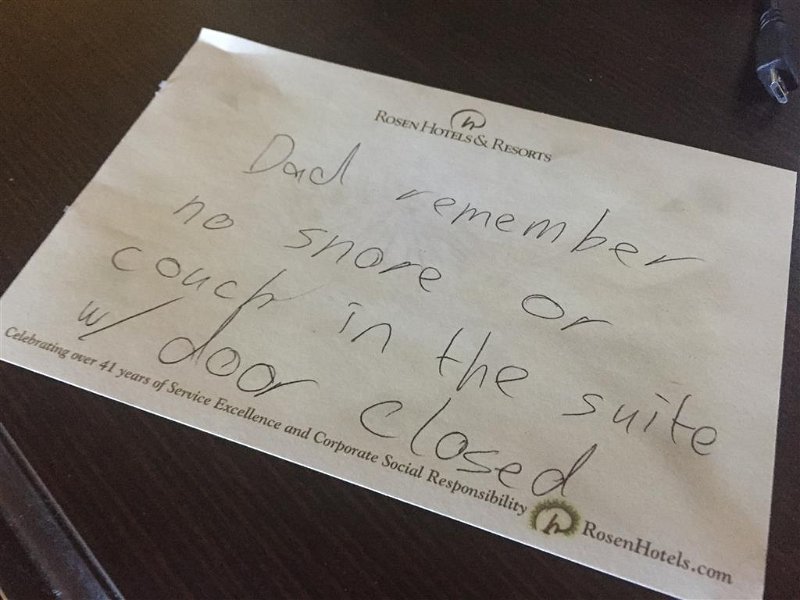 ROSEN HOTELS & RESORTS
Dad remember
no snore or
couch in the suite
w/ door closed
Celebrating over 41 years of Service Excellence and Corporate Social Responsibility
RosenHotels.com